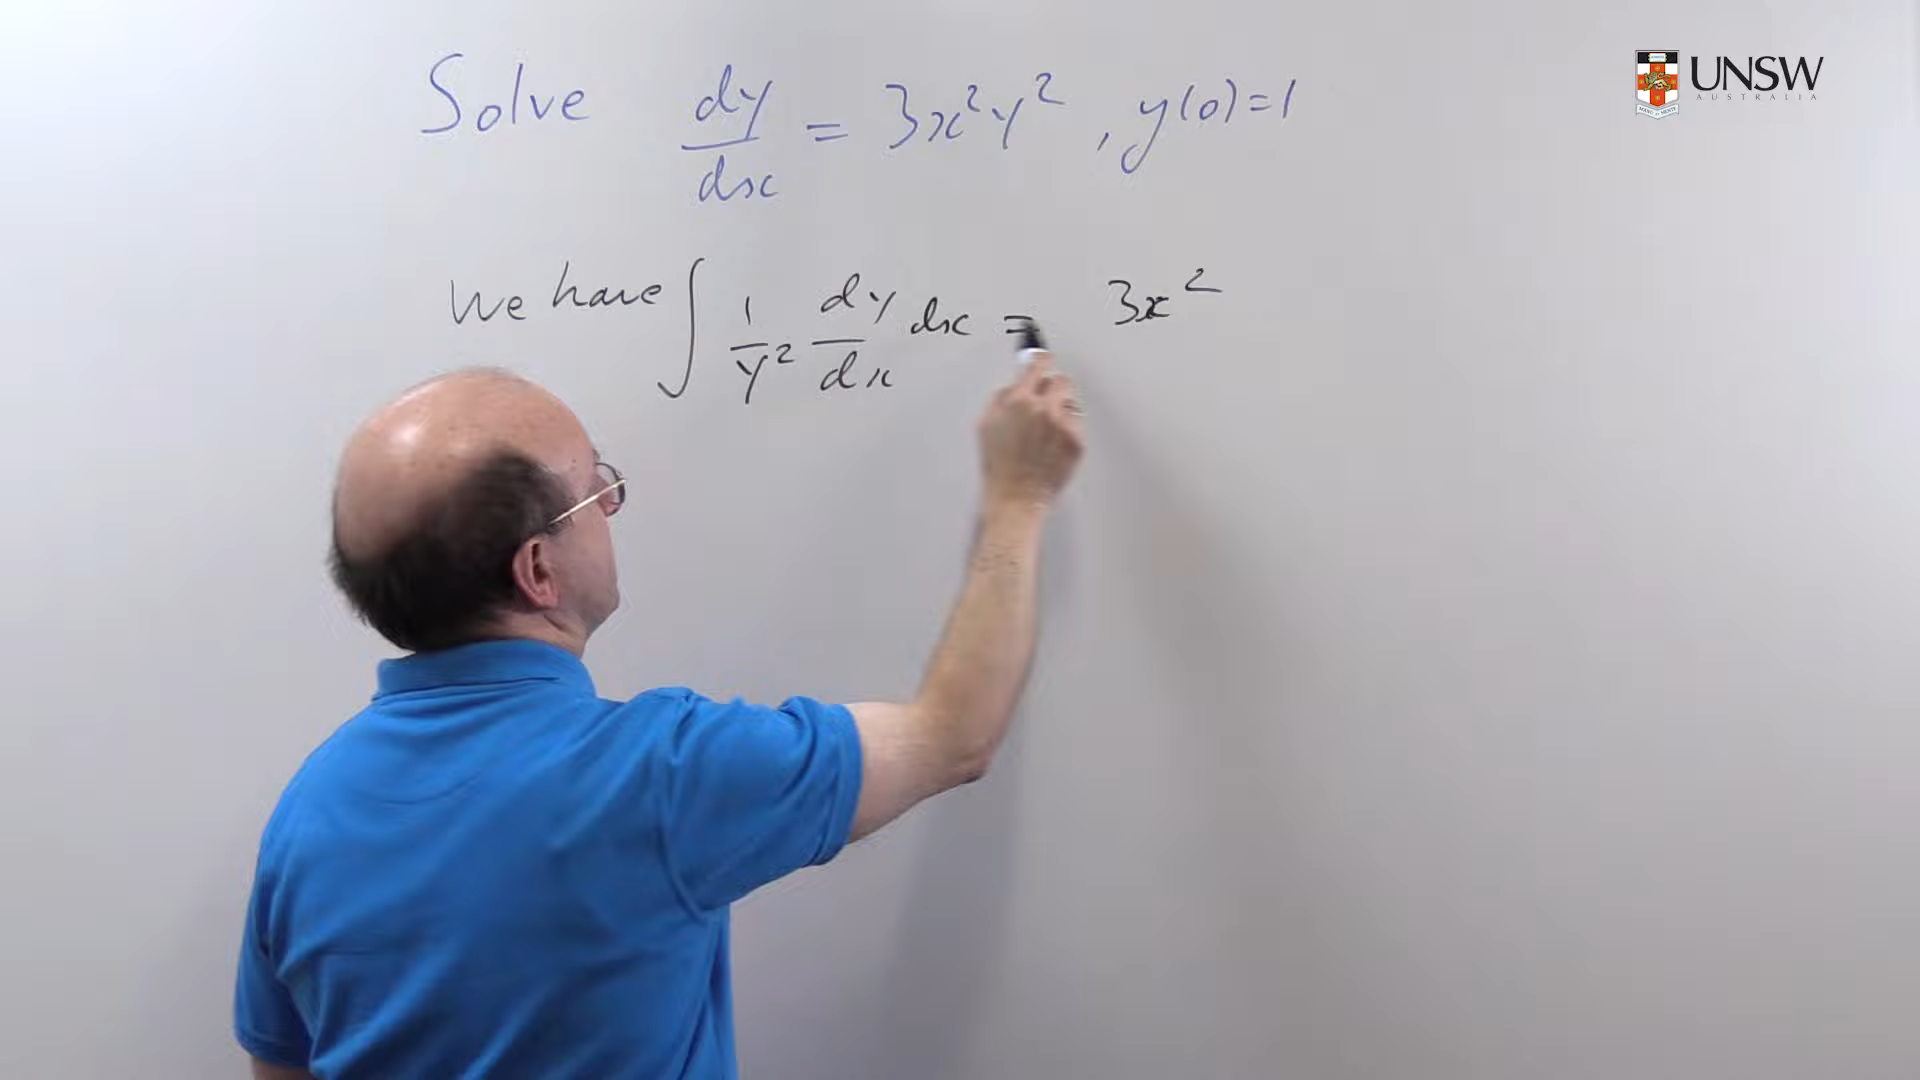 UNSW
AUSTRALIA
Solve dy/dx = 3x²y², y(0)=1
We have ∫ 1/y² dy/dx dx = 3x²